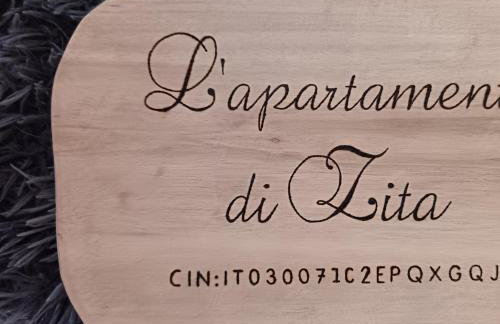 L'apartament
di Zita
CIN:IT030071C2EPQXGQJ